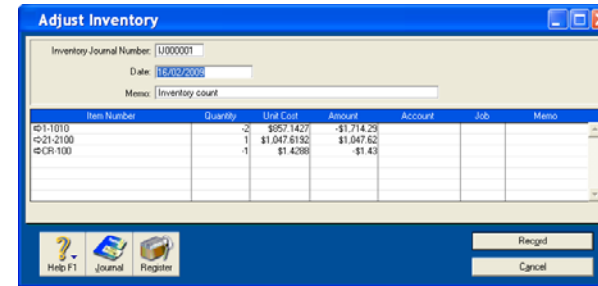 Adjust Inventory
Inventory Journal Number: IJ000001
Date: 16/02/2009
Memo: Inventory count
Item Number Quantity Unit Cost Amount Account Job Memo
1-1010 -2 $857.1427 -$1,714.29
21-2100 1 $1,047.6192 $1,047.62
CR-100 -1 $1.4288 -$1.43
Help F1 Journal Register
Record
Cancel